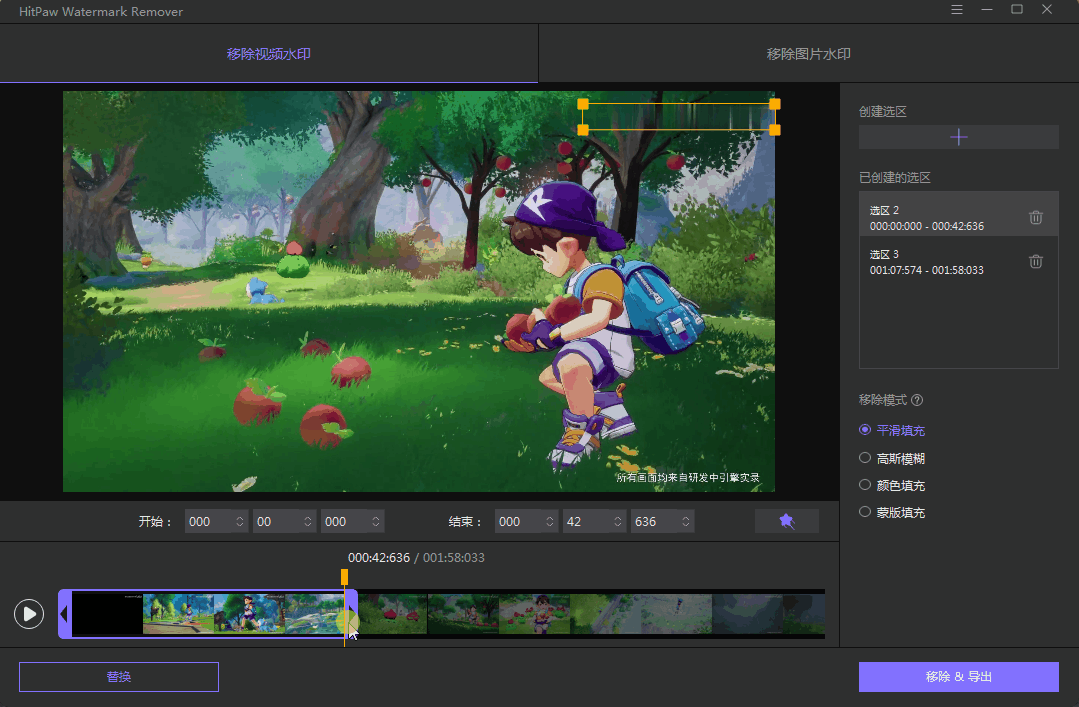 HitPaw Watermark Remover
移除视频水印
移除图片水印
创建选区
已创建的选区
选区 2
000:00:000 - 000:42:636
选区 3
001:07:574 - 001:58:033
R
所有画面均来自研发中引擎实录
移除模式 ?
平滑填充
高斯模糊
颜色填充
蒙版填充
开始： 000 00 000 结束： 000 42 636
000:42:636 / 001:58:033
替换
移除 & 导出